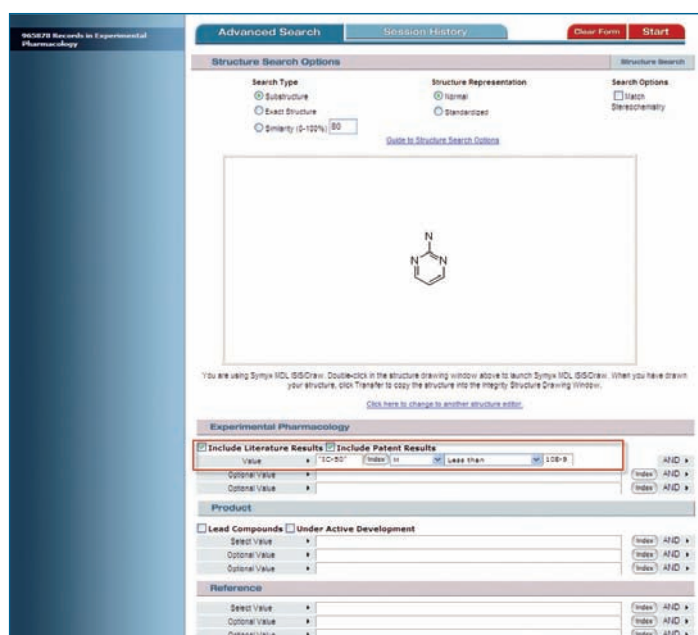 965878 Records in Experimental
Pharmacology
Advanced Search
Session History
Clear Form
Start
Structure Search Options
Structure Search
Search Type
Structure Representation
Search Options
Substructure
Normal
Match
Stereochemistry
Exact Structure
Standardized
Similarity (0-100%) 80
Guide to Structure Search Options
N
N N
You are using Symyx MDL ISIS/Draw. Double-click in the structure drawing window above to launch Symyx MDL ISIS/Draw. When you have drawn
your structure, click Transfer to copy the structure into the Integrity Structure Drawing Window.
Click here to change to another structure editor.
Experimental Pharmacology
Include Literature Results Include Patent Results
Value "IC-50" Index M Less than 10E-9 AND
Optional Value Index AND
Optional Value Index AND
Product
Lead Compounds Under Active Development
Select Value Index AND
Optional Value Index AND
Optional Value Index AND
Reference
Select Value Index AND
Optional Value Index AND
Optional Value Index AND